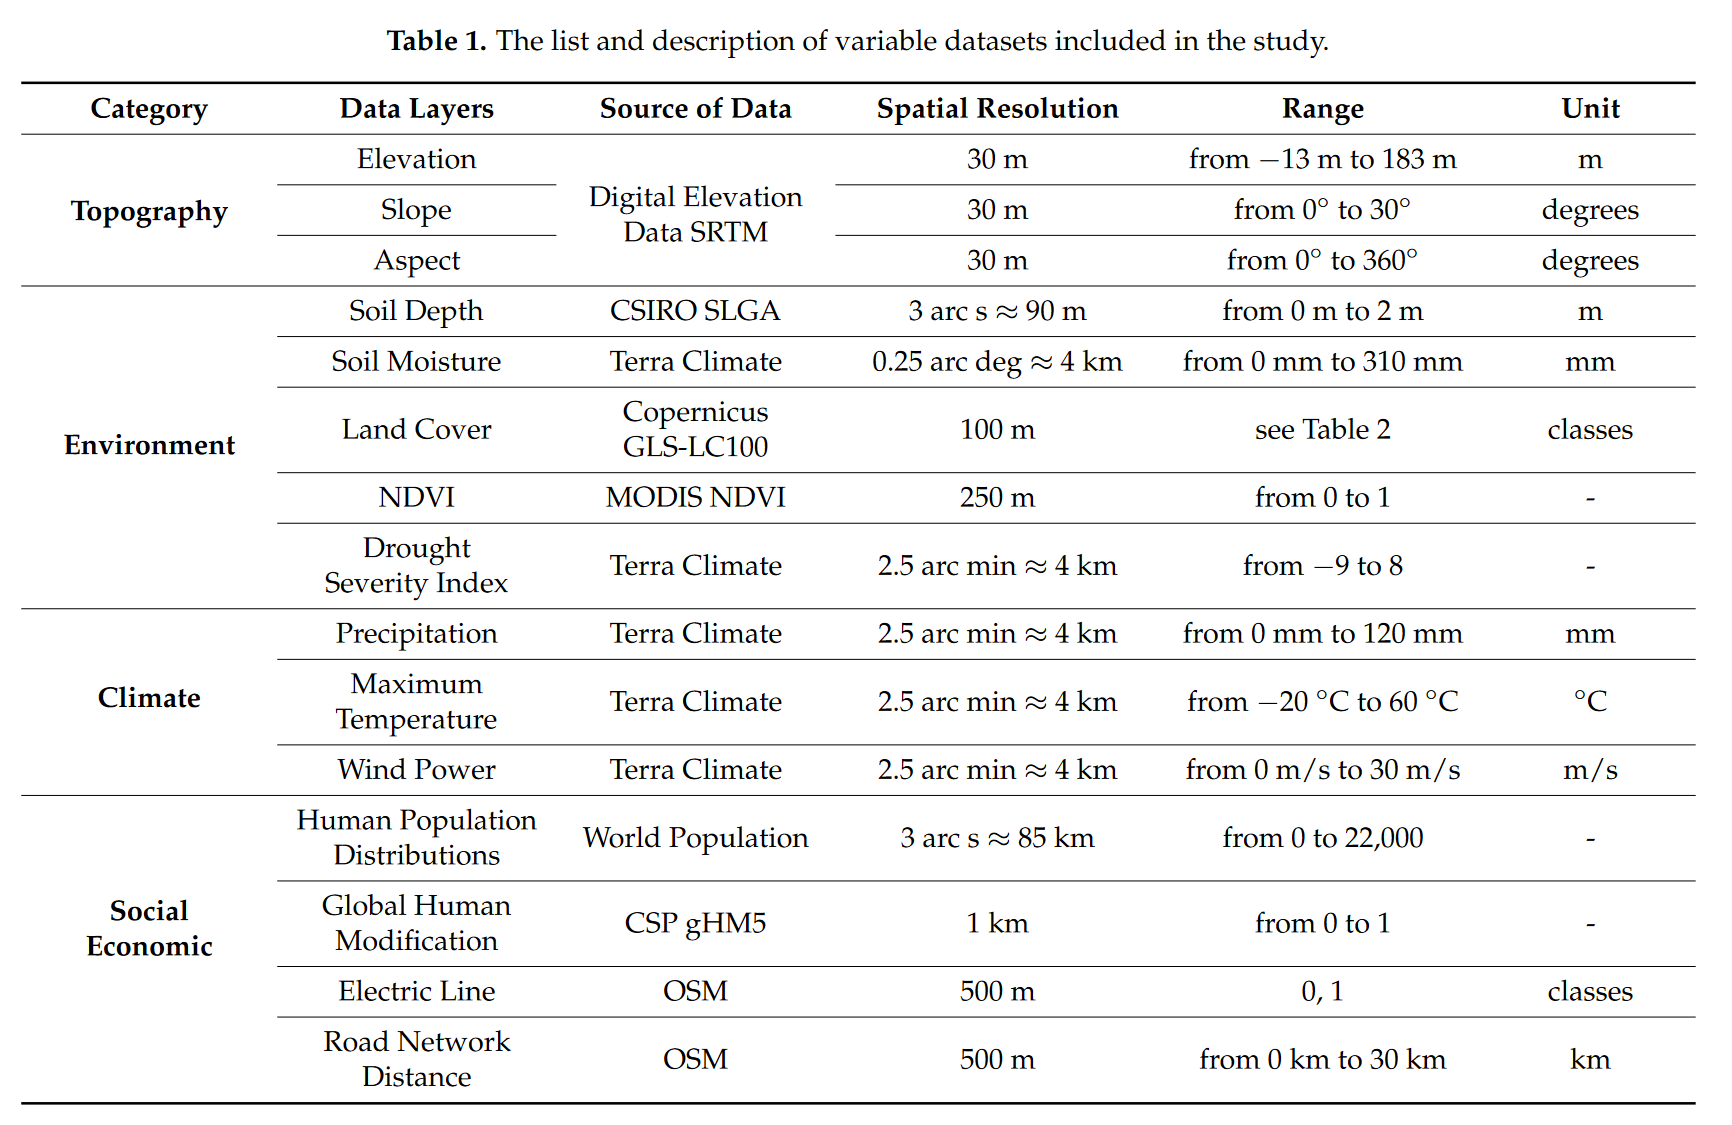 Table 1. The list and description of variable datasets included in the study.
Category Data Layers Source of Data Spatial Resolution Range Unit
Topography
Elevation
Digital Elevation
Data SRTM
30 m from −13 m to 183 m m
Slope 30 m from 0° to 30° degrees
Aspect 30 m from 0° to 360° degrees
Environment
Soil Depth CSIRO SLGA 3 arc s ≈ 90 m from 0 m to 2 m m
Soil Moisture Terra Climate 0.25 arc deg ≈ 4 km from 0 mm to 310 mm mm
Land Cover
Copernicus
GLS-LC100
100 m see Table 2 classes
NDVI MODIS NDVI 250 m from 0 to 1 -
Drought
Severity Index
Terra Climate 2.5 arc min ≈ 4 km from −9 to 8 -
Climate
Precipitation Terra Climate 2.5 arc min ≈ 4 km from 0 mm to 120 mm mm
Maximum
Temperature
Terra Climate 2.5 arc min ≈ 4 km from −20 °C to 60 °C °C
Wind Power Terra Climate 2.5 arc min ≈ 4 km from 0 m/s to 30 m/s m/s
Social
Economic
Human Population
Distributions
World Population 3 arc s ≈ 85 km from 0 to 22,000 -
Global Human
Modification
CSP gHM5 1 km from 0 to 1 -
Electric Line OSM 500 m 0, 1 classes
Road Network
Distance
OSM 500 m from 0 km to 30 km km